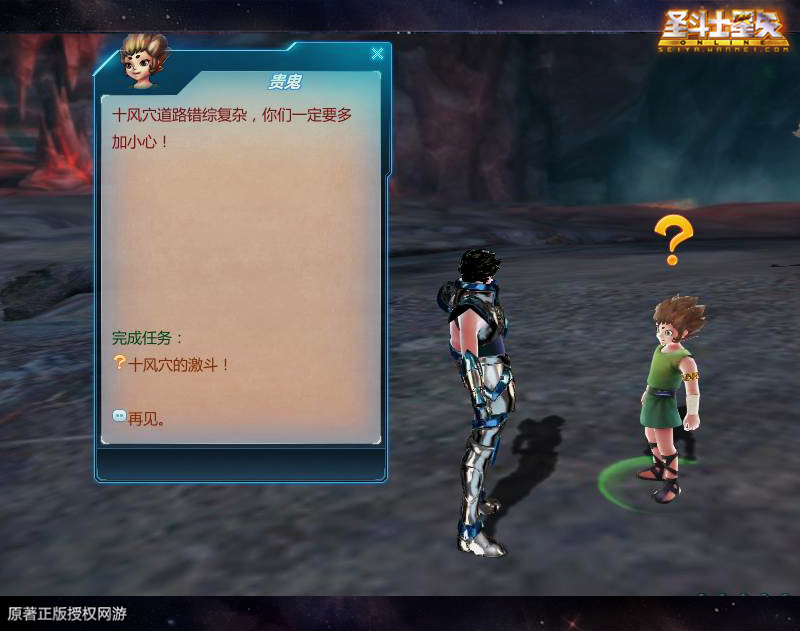 圣斗士星矢
ONLINE
SEIYA.WANMEI.COM
贵鬼
十风穴道路错综复杂，你们一定要多
加小心！
完成任务：
十风穴的激斗！
再见。
原著正版授权网游